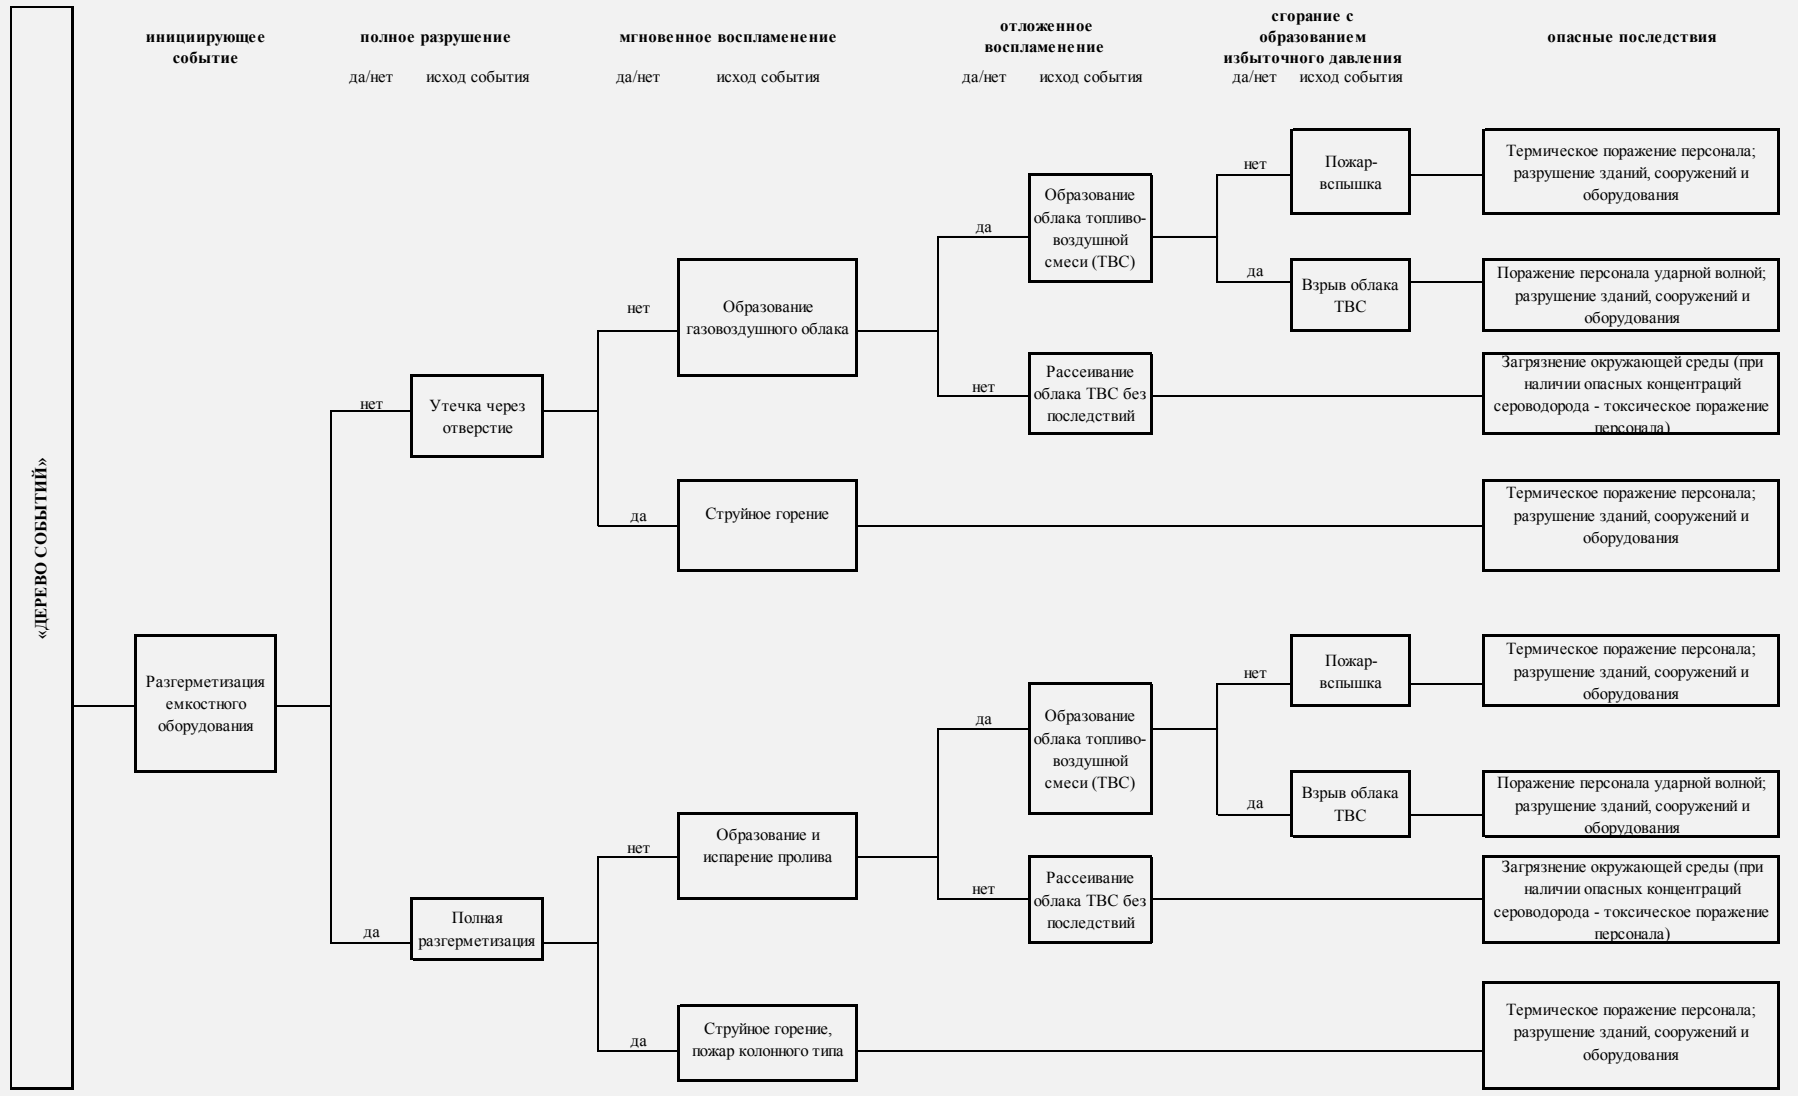 «ДЕРЕВО СОБЫТИЙ»
инициирующее
событие
полное разрушение
мгновенное воспламенение
отложенное
воспламенение
сгорание с
образованием
избыточного давления
опасные последствия
да/нет исход события
да/нет исход события
да/нет исход события
да/нет исход события
Разгерметизация
емкостного
оборудования
нет
Утечка через
отверстие
нет
Образование
газовоздушного облака
да
Образование
облака топливо-
воздушной
смеси (ТВС)
нет
Пожар-
вспышка
Термическое поражение персонала;
разрушение зданий, сооружений и
оборудования
да
Взрыв облака
ТВС
Поражение персонала ударной волной;
разрушение зданий, сооружений и
оборудования
нет
Рассеивание
облака ТВС без
последствий
Загрязнение окружающей среды (при
наличии опасных концентраций
сероводорода - токсическое поражение
персонала)
да
Струйное горение
Термическое поражение персонала;
разрушение зданий, сооружений и
оборудования
да
Полная
разгерметизация
нет
Образование и
испарение пролива
да
Образование
облака топливо-
воздушной
смеси (ТВС)
нет
Пожар-
вспышка
Термическое поражение персонала;
разрушение зданий, сооружений и
оборудования
да
Взрыв облака
ТВС
Поражение персонала ударной волной;
разрушение зданий, сооружений и
оборудования
нет
Рассеивание
облака ТВС без
последствий
Загрязнение окружающей среды (при
наличии опасных концентраций
сероводорода - токсическое поражение
персонала)
да
Струйное горение,
пожар колонного типа
Термическое поражение персонала;
разрушение зданий, сооружений и
оборудования